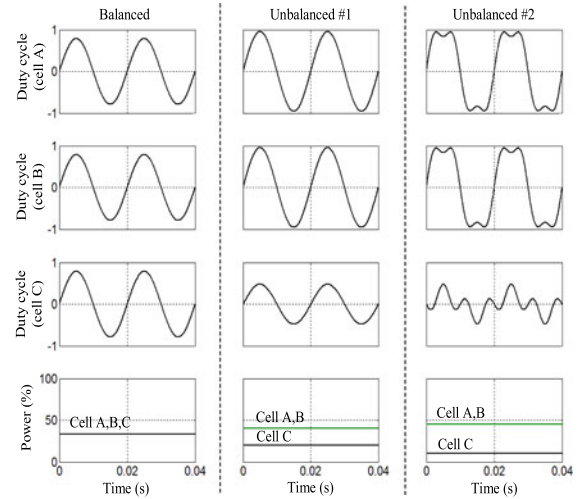 Balanced
Unbalanced #1
Unbalanced #2
Duty cycle
(cell A)
1
0
-1
Duty cycle
(cell B)
1
0
-1
Duty cycle
(cell C)
1
0
-1
Power (%)
100
50
0
Cell A,B,C
Cell A,B
Cell C
Cell A,B
Cell C
0 0.02 0.04
0 0.02 0.04
0 0.02 0.04
Time (s)
Time (s)
Time (s)